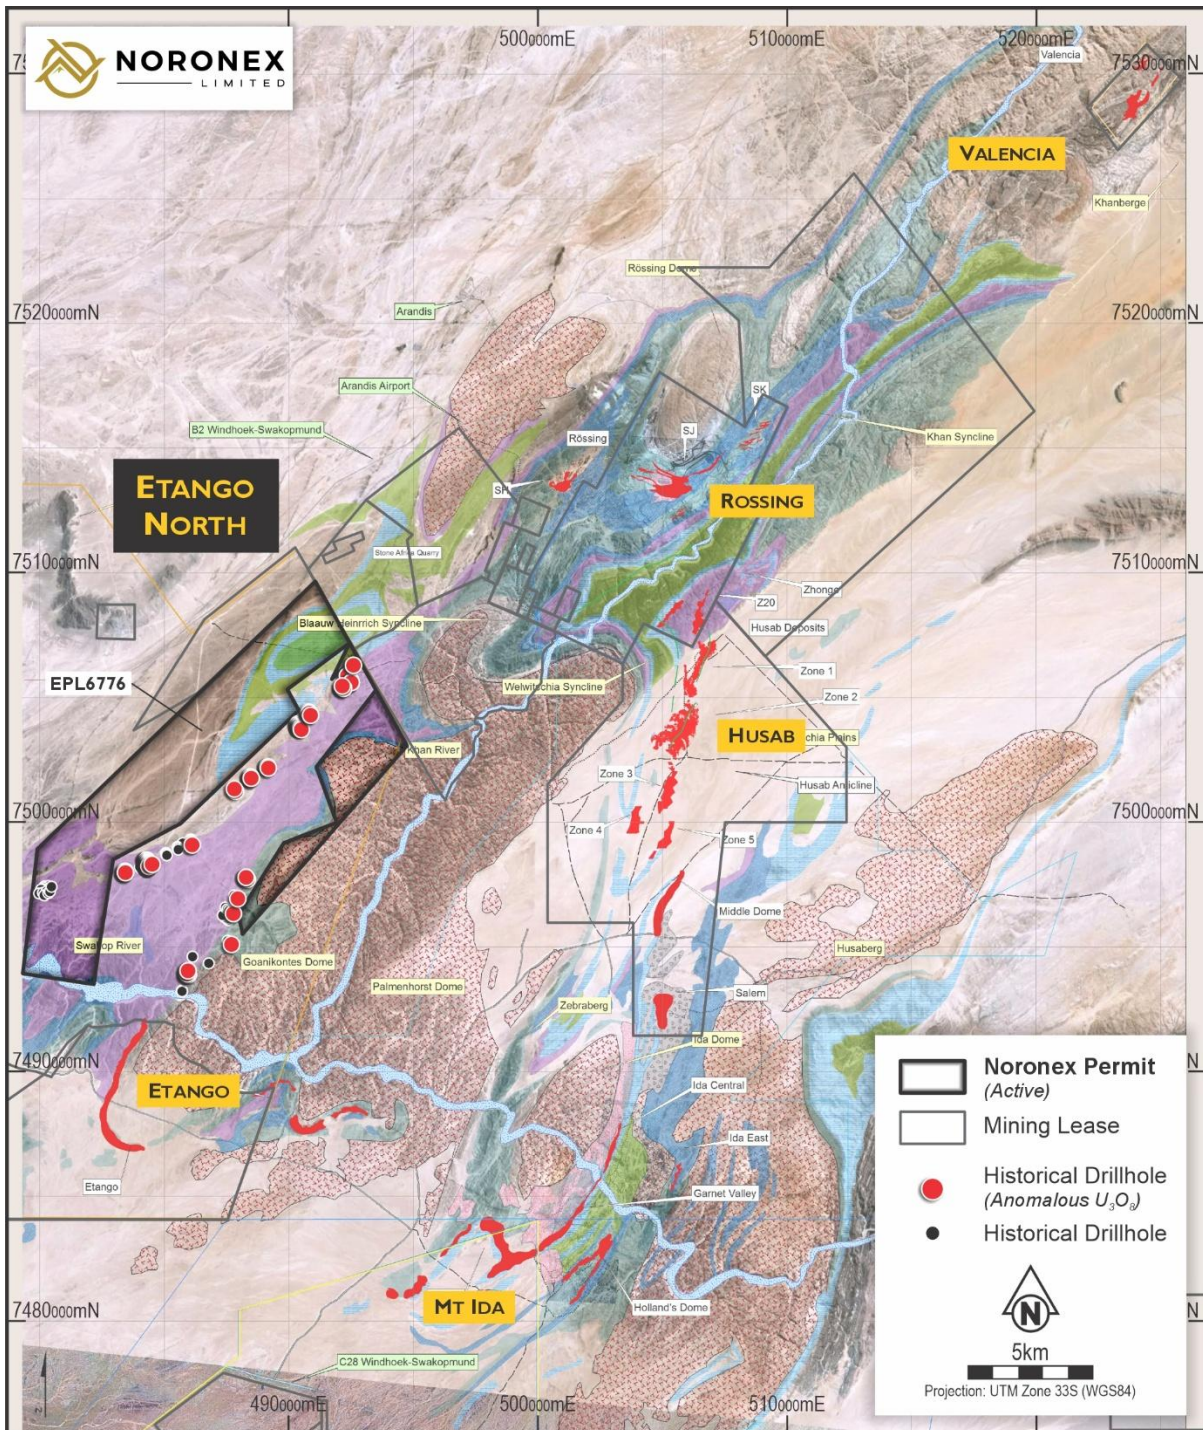 NORONEX
LIMITED
500000mE
510000mE
520000mE
Valencia
7530000mN
VALENCIA
Khanberge
Rössing Dome
7520000mN
7520000mN
Arandis
Arandis Airport
B2 Windhoek-Swakopmund
SK
SJ
Rössing
Khan Syncline
SH
ETANGO
NORTH
ROSSING
Stone Africa Quarry
7510000mN
7510000mN
Zhonge
Z20
Husab Deposits
Blaauw Heinrrich Syncline
Zone 1
EPL6776
Welwitschia Syncline
Zone 2
HUSAB
chia Plains
Khan River
Zone 3
Husab Anticline
7500000mN
7500000mN
Zone 4
Zone 5
Middle Dome
Swakop River
Goanikontes Dome
Husaberg
Palmenhorst Dome
Salem
Zebraberg
Ida Dome
7490000mN
ETANGO
Ida Central
Ida East
Etango
Garnet Valley
MT IDA
Holland's Dome
7480000mN
C28 Windhoek-Swakopmund
490000mE
500000mE
510000mE
Noronex Permit
(Active)
Mining Lease
Historical Drillhole
(Anomalous U₃O₈)
Historical Drillhole
N
5km
Projection: UTM Zone 33S (WGS84)